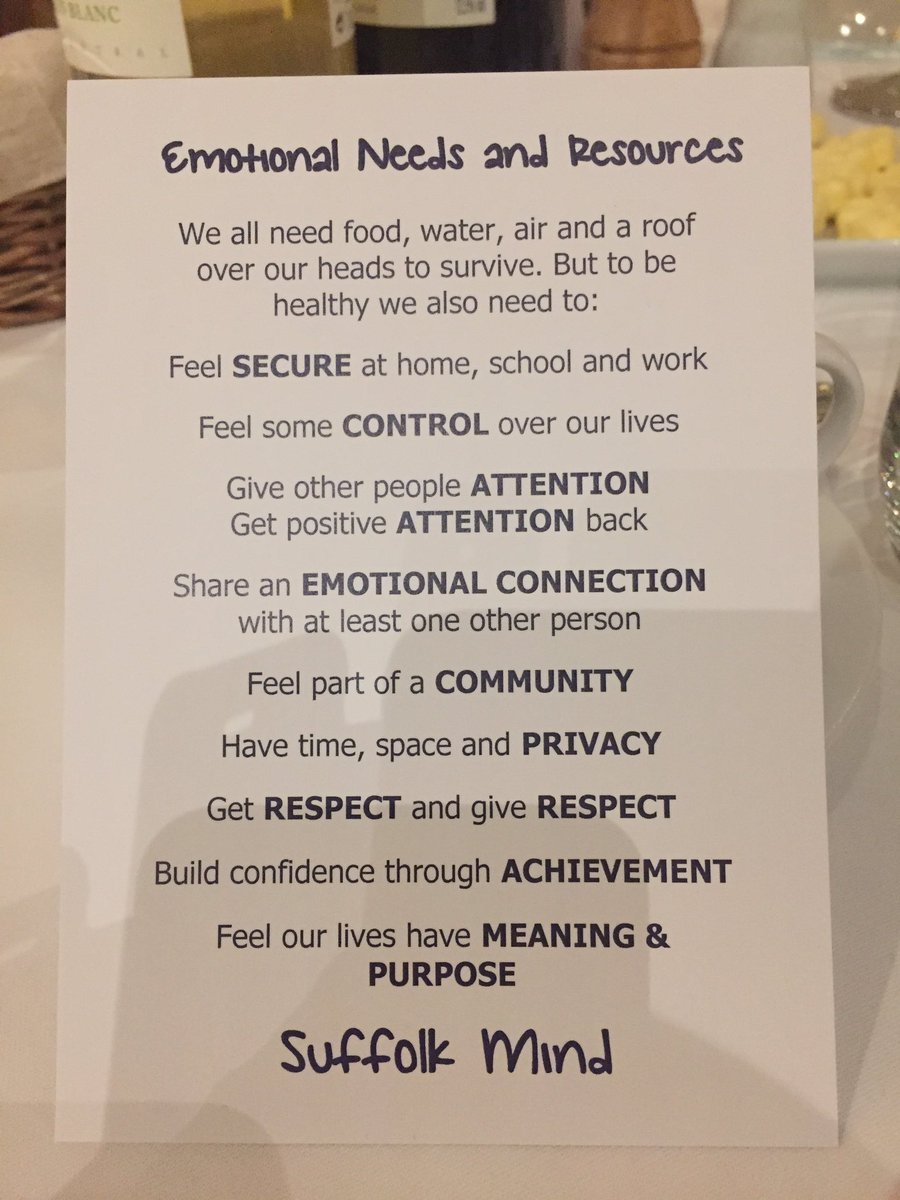 BLANC
Emotional Needs and Resources
We all need food, water, air and a roof
over our heads to survive. But to be
healthy we also need to:
Feel SECURE at home, school and work
Feel some CONTROL over our lives
Give other people ATTENTION
Get positive ATTENTION back
Share an EMOTIONAL CONNECTION
with at least one other person
Feel part of a COMMUNITY
Have time, space and PRIVACY
Get RESPECT and give RESPECT
Build confidence through ACHIEVEMENT
Feel our lives have MEANING &
PURPOSE
Suffolk Mind